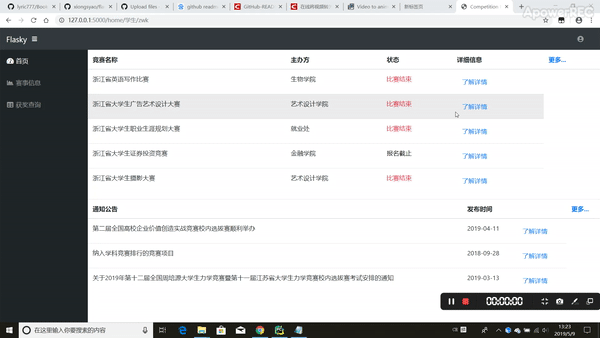 lyric777/Bour
xiongsyao/fla
Upload files ·
github readm
GitHub-READ
在线转换网站
Video to anim
新标签页
Competition
ApowerREC
127.0.0.1:5000/home/学生/zwk
Flasky
首页
赛事信息
获奖查询
竞赛名称 主办方 状态 详细信息 更多...
浙江省英语写作比赛 生物学院 比赛结束 了解详情
浙江省大学生广告艺术设计大赛 艺术设计学院 比赛结束 了解详情
浙江省大学生职业生涯规划大赛 就业处 比赛结束 了解详情
浙江省大学生证券投资竞赛 金融学院 报名截止 了解详情
浙江省大学生摄影大赛 艺术设计学院 比赛结束 了解详情
通知公告 发布时间 更多...
第二届全国高校企业价值创造实战竞赛校内选拔赛顺利举办 2019-04-11 了解详情
纳入学科竞赛排行的竞赛项目 2018-09-28 了解详情
关于2019年第十二届全国周培源大学生力学竞赛暨第十一届江苏省大学生力学竞赛校内选拔赛考试安排的通知 2019-03-13 了解详情
00:00:00
在这里输入你要搜索的内容
13:23
2019/5/9